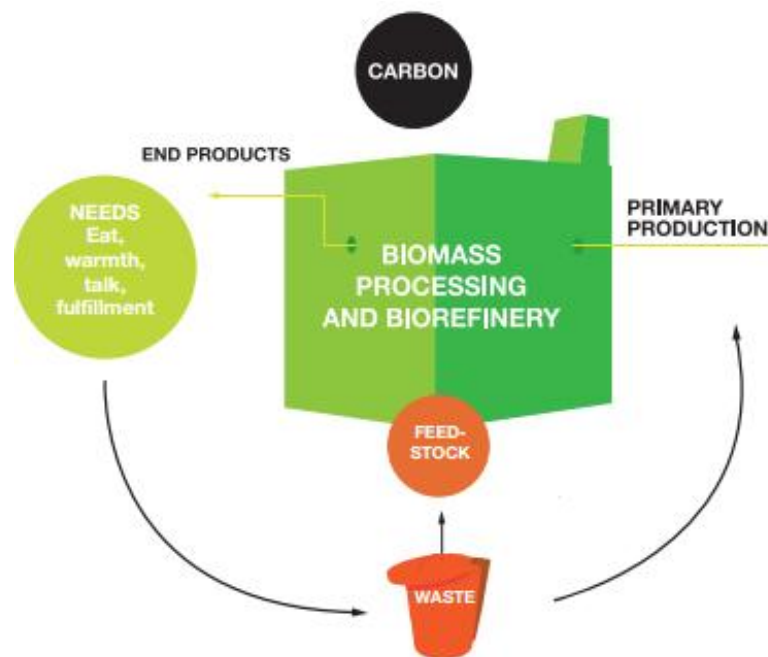 CARBON
END PRODUCTS
NEEDS
Eat,
warmth,
talk,
fulfillment
BIOMASS
PROCESSING
AND BIOREFINERY
PRIMARY
PRODUCTION
FEED-
STOCK
WASTE